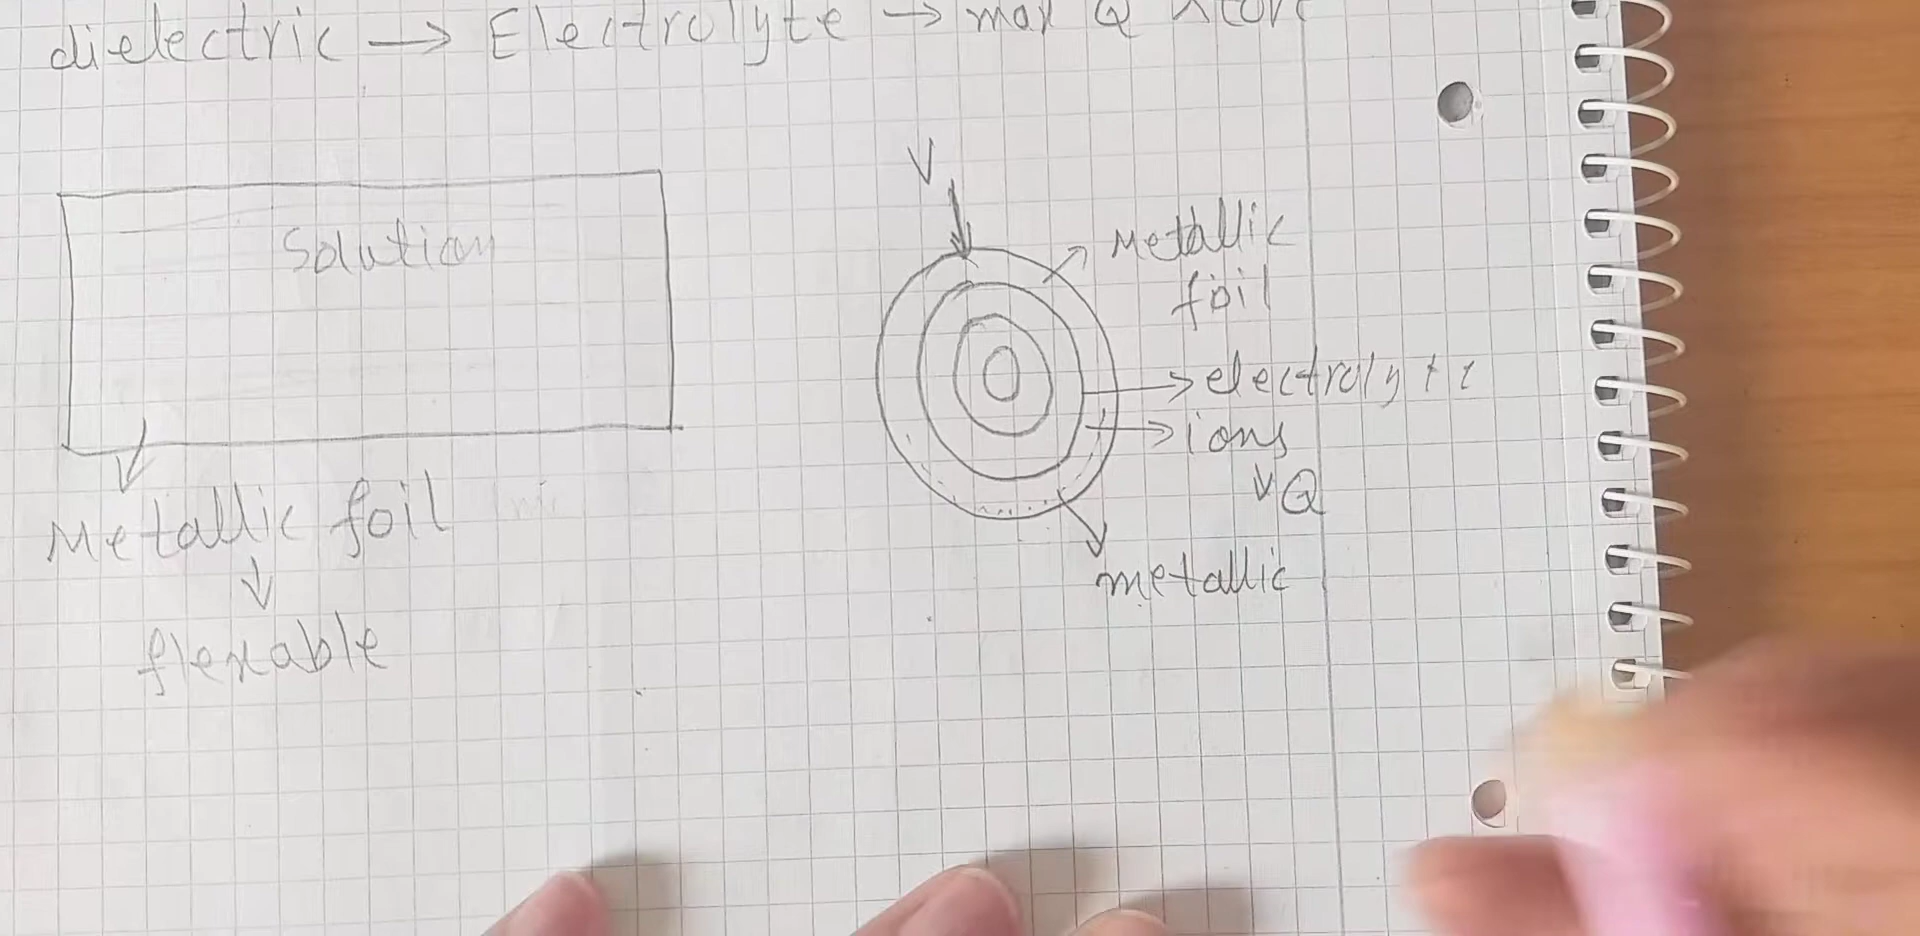 dielectric → Electrolyte → max Q
Solution
Metallic foil
↓
flexable
V
Metallic
foil
electrolyte
ions
↓ Q
metallic